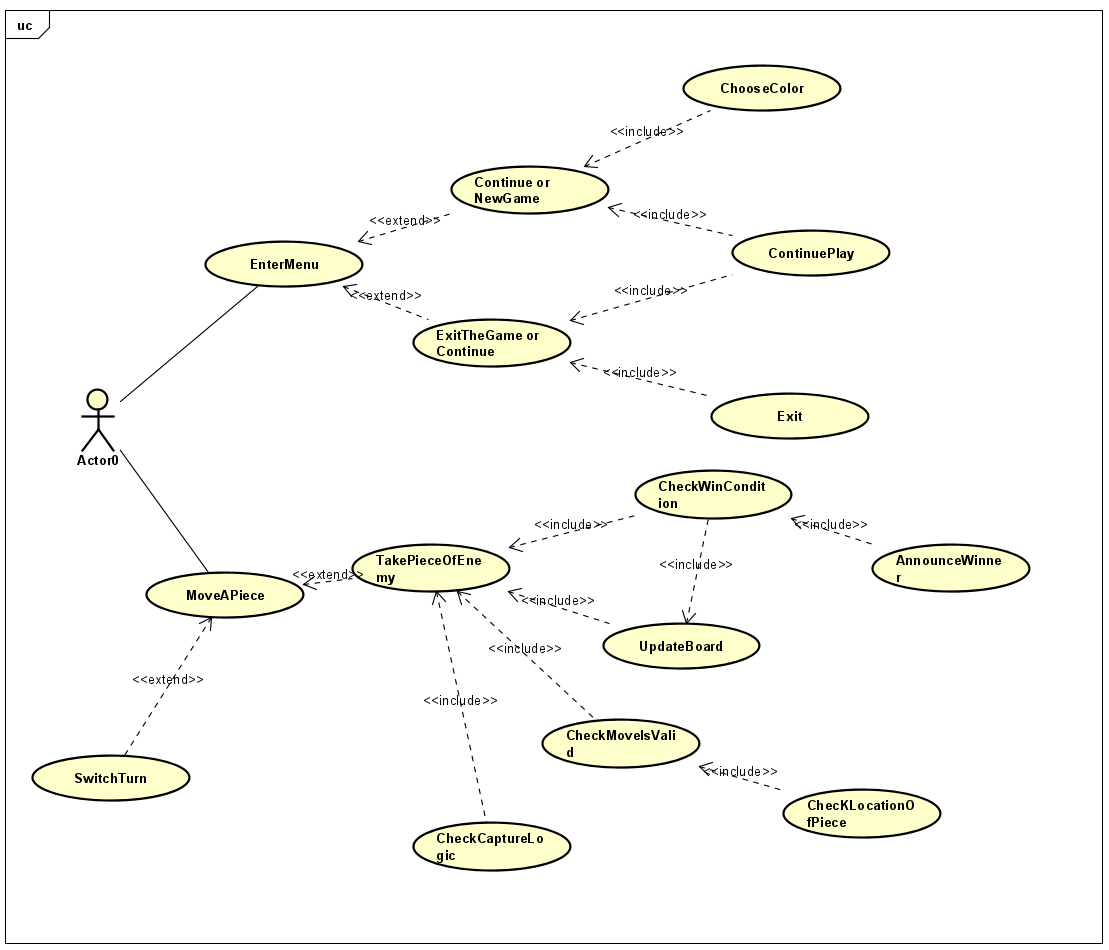 uc
ChooseColor
<<include>>
Continue or
NewGame
<<include>>
<<extend>>
ContinuePlay
EnterMenu
<<include>>
<<extend>>
ExitTheGame or
Continue
<<include>>
Exit
Actor0
CheckWinCondit
ion
<<include>>
<<include>>
TakePieceOfEne
my
<<include>>
AnnounceWinne
r
<<extend>>
MoveAPiece
<<include>>
UpdateBoard
<<include>>
<<extend>>
<<include>>
CheckMoveIsVali
d
<<include>>
SwitchTurn
ChecKLocationO
fPiece
CheckCaptureLo
gic